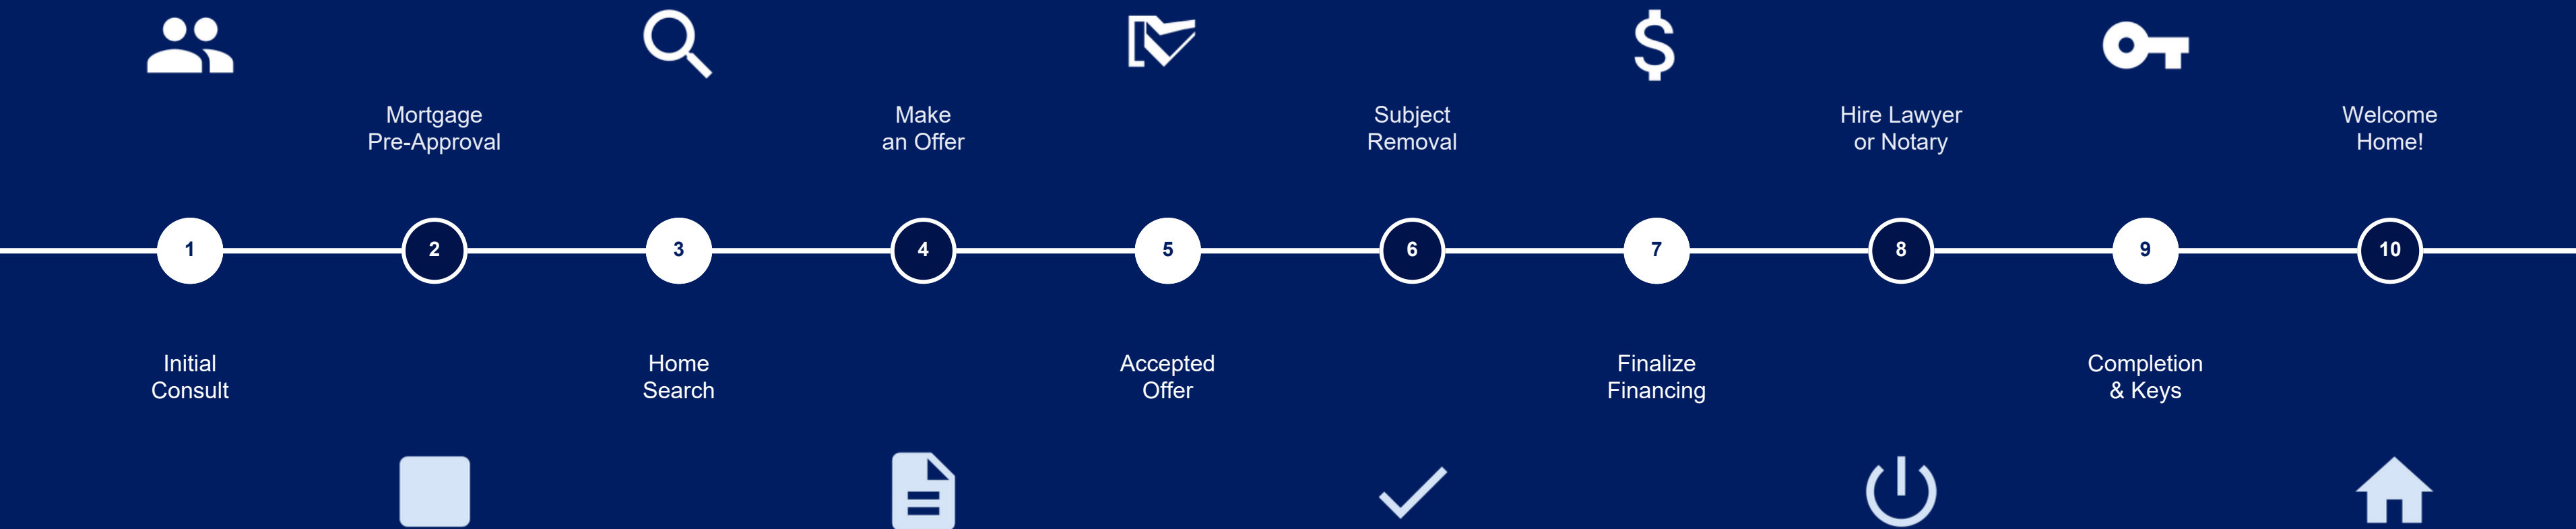 Mortgage
Pre-Approval
Make
an Offer
Subject
Removal
Hire Lawyer
or Notary
Welcome
Home!
1
2
3
4
5
6
7
8
9
10
Initial
Consult
Home
Search
Accepted
Offer
Finalize
Financing
Completion
& Keys